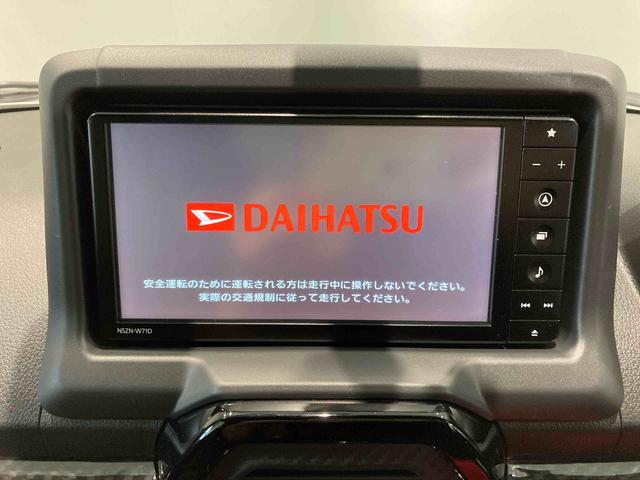 DAIHATSU
安全運転のために運転される方は走行中に操作しないでください。
実際の交通規制に従って走行してください。
NSZN-W71D